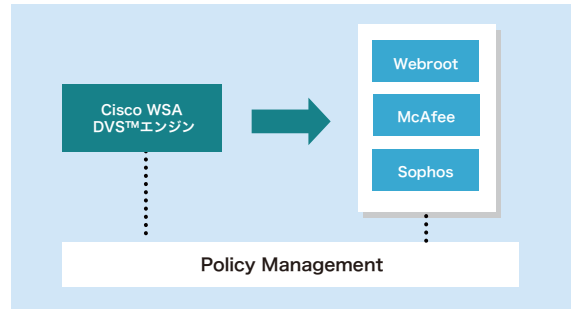 Cisco WSA
DVS™エンジン
Webroot
McAfee
Sophos
Policy Management